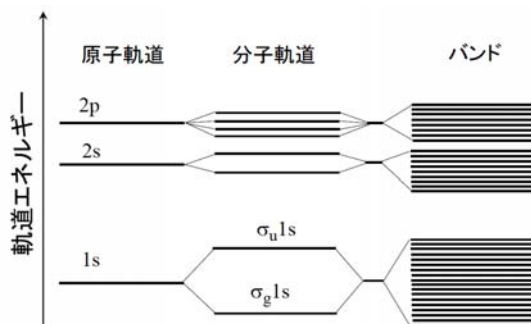 軌道エネルギー
原子軌道
分子軌道
バンド
2p
2s
1s
σu1s
σg1s